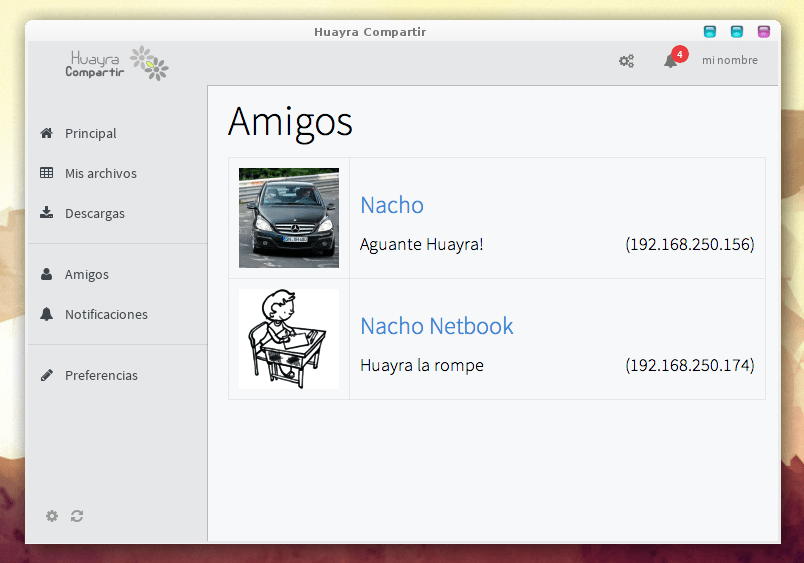 Huayra Compartir
Huayra
Compartir
4
mi nombre
Principal
Mis archivos
Descargas
Amigos
Notificaciones
Preferencias
Amigos
Nacho
Aguante Huayra!
(192.168.250.156)
Nacho Netbook
Huayra la rompe
(192.168.250.174)